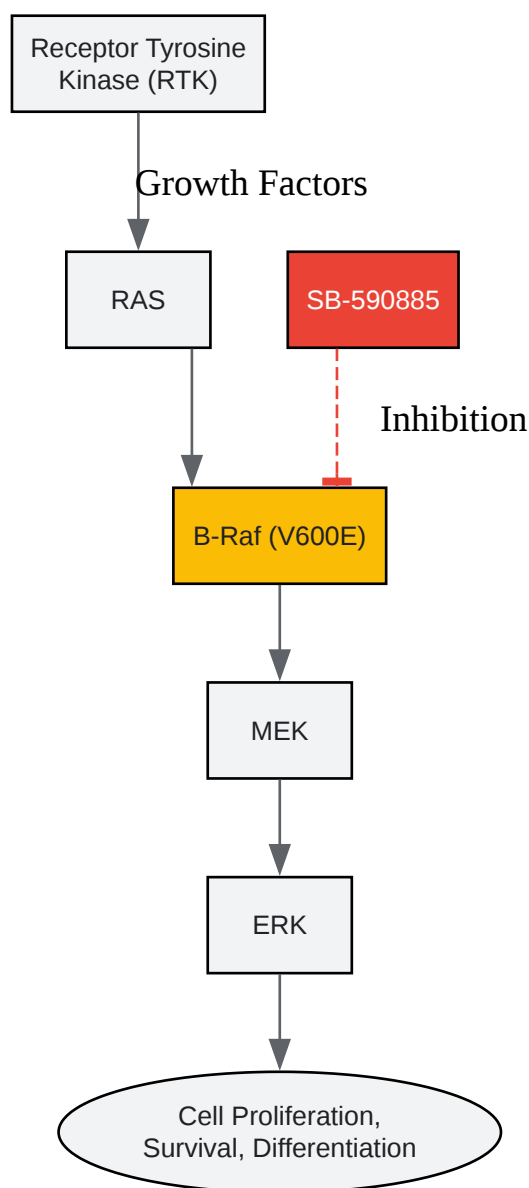 Receptor Tyrosine
Kinase (RTK)
Growth Factors
RAS
SB-590885
Inhibition
B-Raf (V600E)
MEK
ERK
Cell Proliferation,
Survival, Differentiation